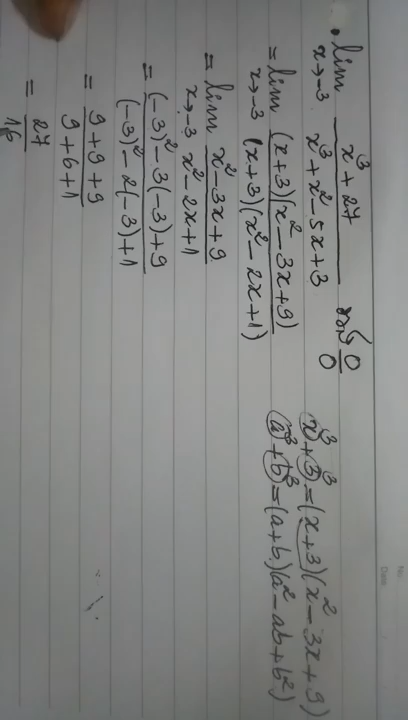 lim x→-3 (x³ + 27)/(x³ + x² - 5x + 3) 0/0
= lim x→-3 ((x+3)(x² - 3x + 9))/((x+3)(x² - 2x + 1))
= lim x→-3 (x² - 3x + 9)/(x² - 2x + 1)
= ((-3)² - 3(-3) + 9)/((-3)² - 2(-3) + 1)
= (9 + 9 + 9)/(9 + 6 + 1)
= 27/16
x³ + 3³ = (x+3)(x² - 3x + 9)
a³ + b³ = (a+b)(a² - ab + b²)
No.
Date